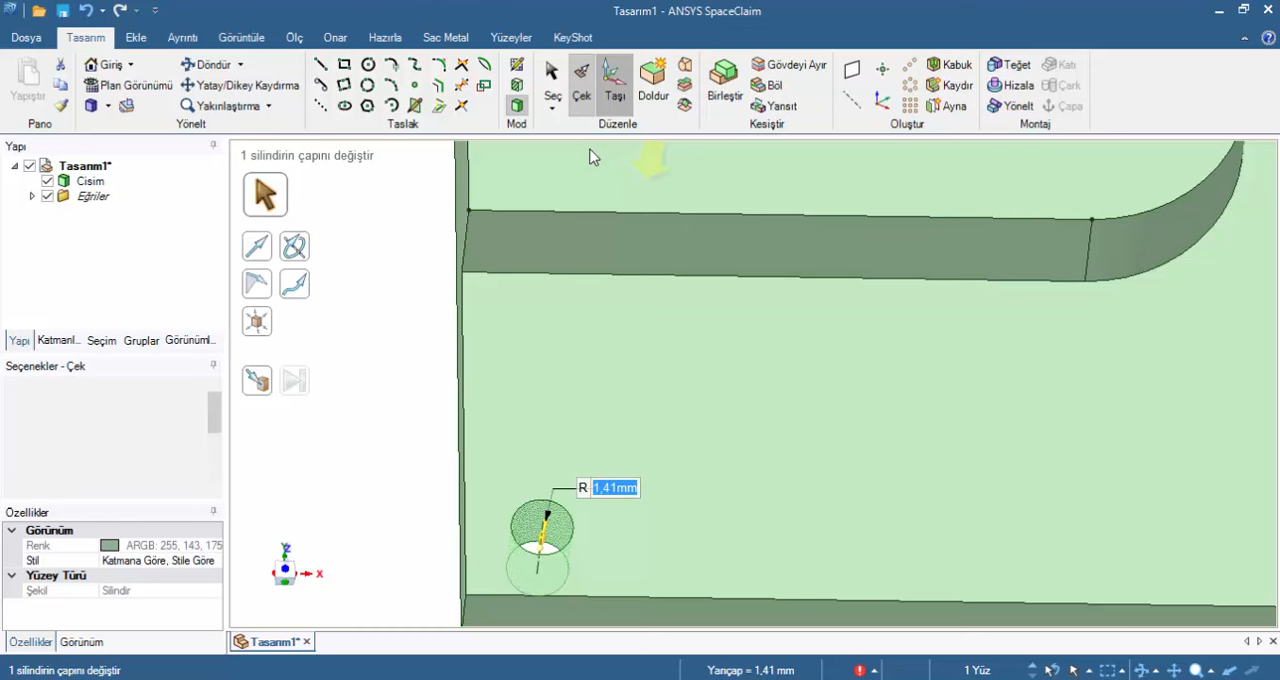 Tasarım1 - ANSYS SpaceClaim
Dosya Tasarım Ekle Ayrıntı Görüntüle Ölç Onar Hazırla Sac Metal Yüzeyler KeyShot
Yapıştır
Pano
Giriş Döndür
Plan Görünümü Yatay/Dikey Kaydırma
Yakınlaştırma
Yönelt
Taslak
Mod
Seç Çek Taşı Doldur
Düzenle
Birleştir Gövdeyi Ayır
Böl
Yansıt
Kesiştir
Kabuk
Kaydır
Ayna
Oluştur
Teğet Katı
Hizala Çark
Yönelt Çapa
Montaj
Yapı
Tasarım1*
Cisim
Eğriler
Yapı Katmanl... Seçim Gruplar Görünüml...
Seçenekler - Çek
Özellikler
Görünüm
Renk ARGB: 255, 143, 175
Stil Katmana Göre, Stile Göre
Yüzey Türü
Şekil Silindir
Özellikler Görünüm
1 silindirin çapını değiştir
R 1,41mm
Z
X
Tasarım1*
1 silindirin çapını değiştir Yarıçap = 1,41 mm 1 Yüz